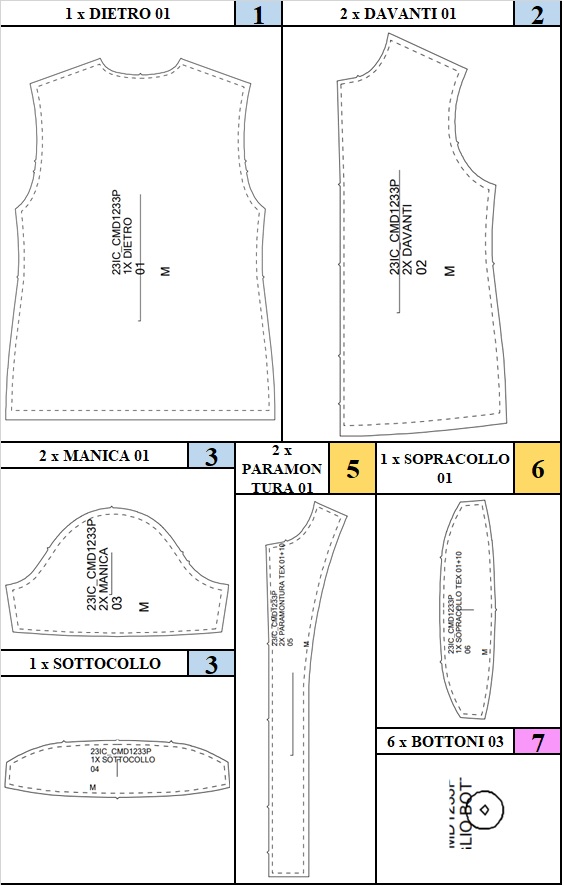 1 x DIETRO 01
1
2 x DAVANTI 01
2
23IC_CMD1233P
1X DIETRO
01
M
23IC_CMD1233P
2X DAVANTI
02
M
2 x MANICA 01
3
2 x
PARAMON
TURA 01
5
1 x SOPRACOLLO
01
6
23IC_CMD1233P
2X MANICA
03
M
23IC_CMD1233P
2X PARAMONTURA TEX 01+10
05
M
23IC_CMD1233P
1X SOPRACOLLO TEX 01+10
06
M
1 x SOTTOCOLLO
3
23IC_CMD1233P
1X SOTTOCOLLO
04
M
6 x BOTTONI 03
7
MD1233P
GLIO BOT